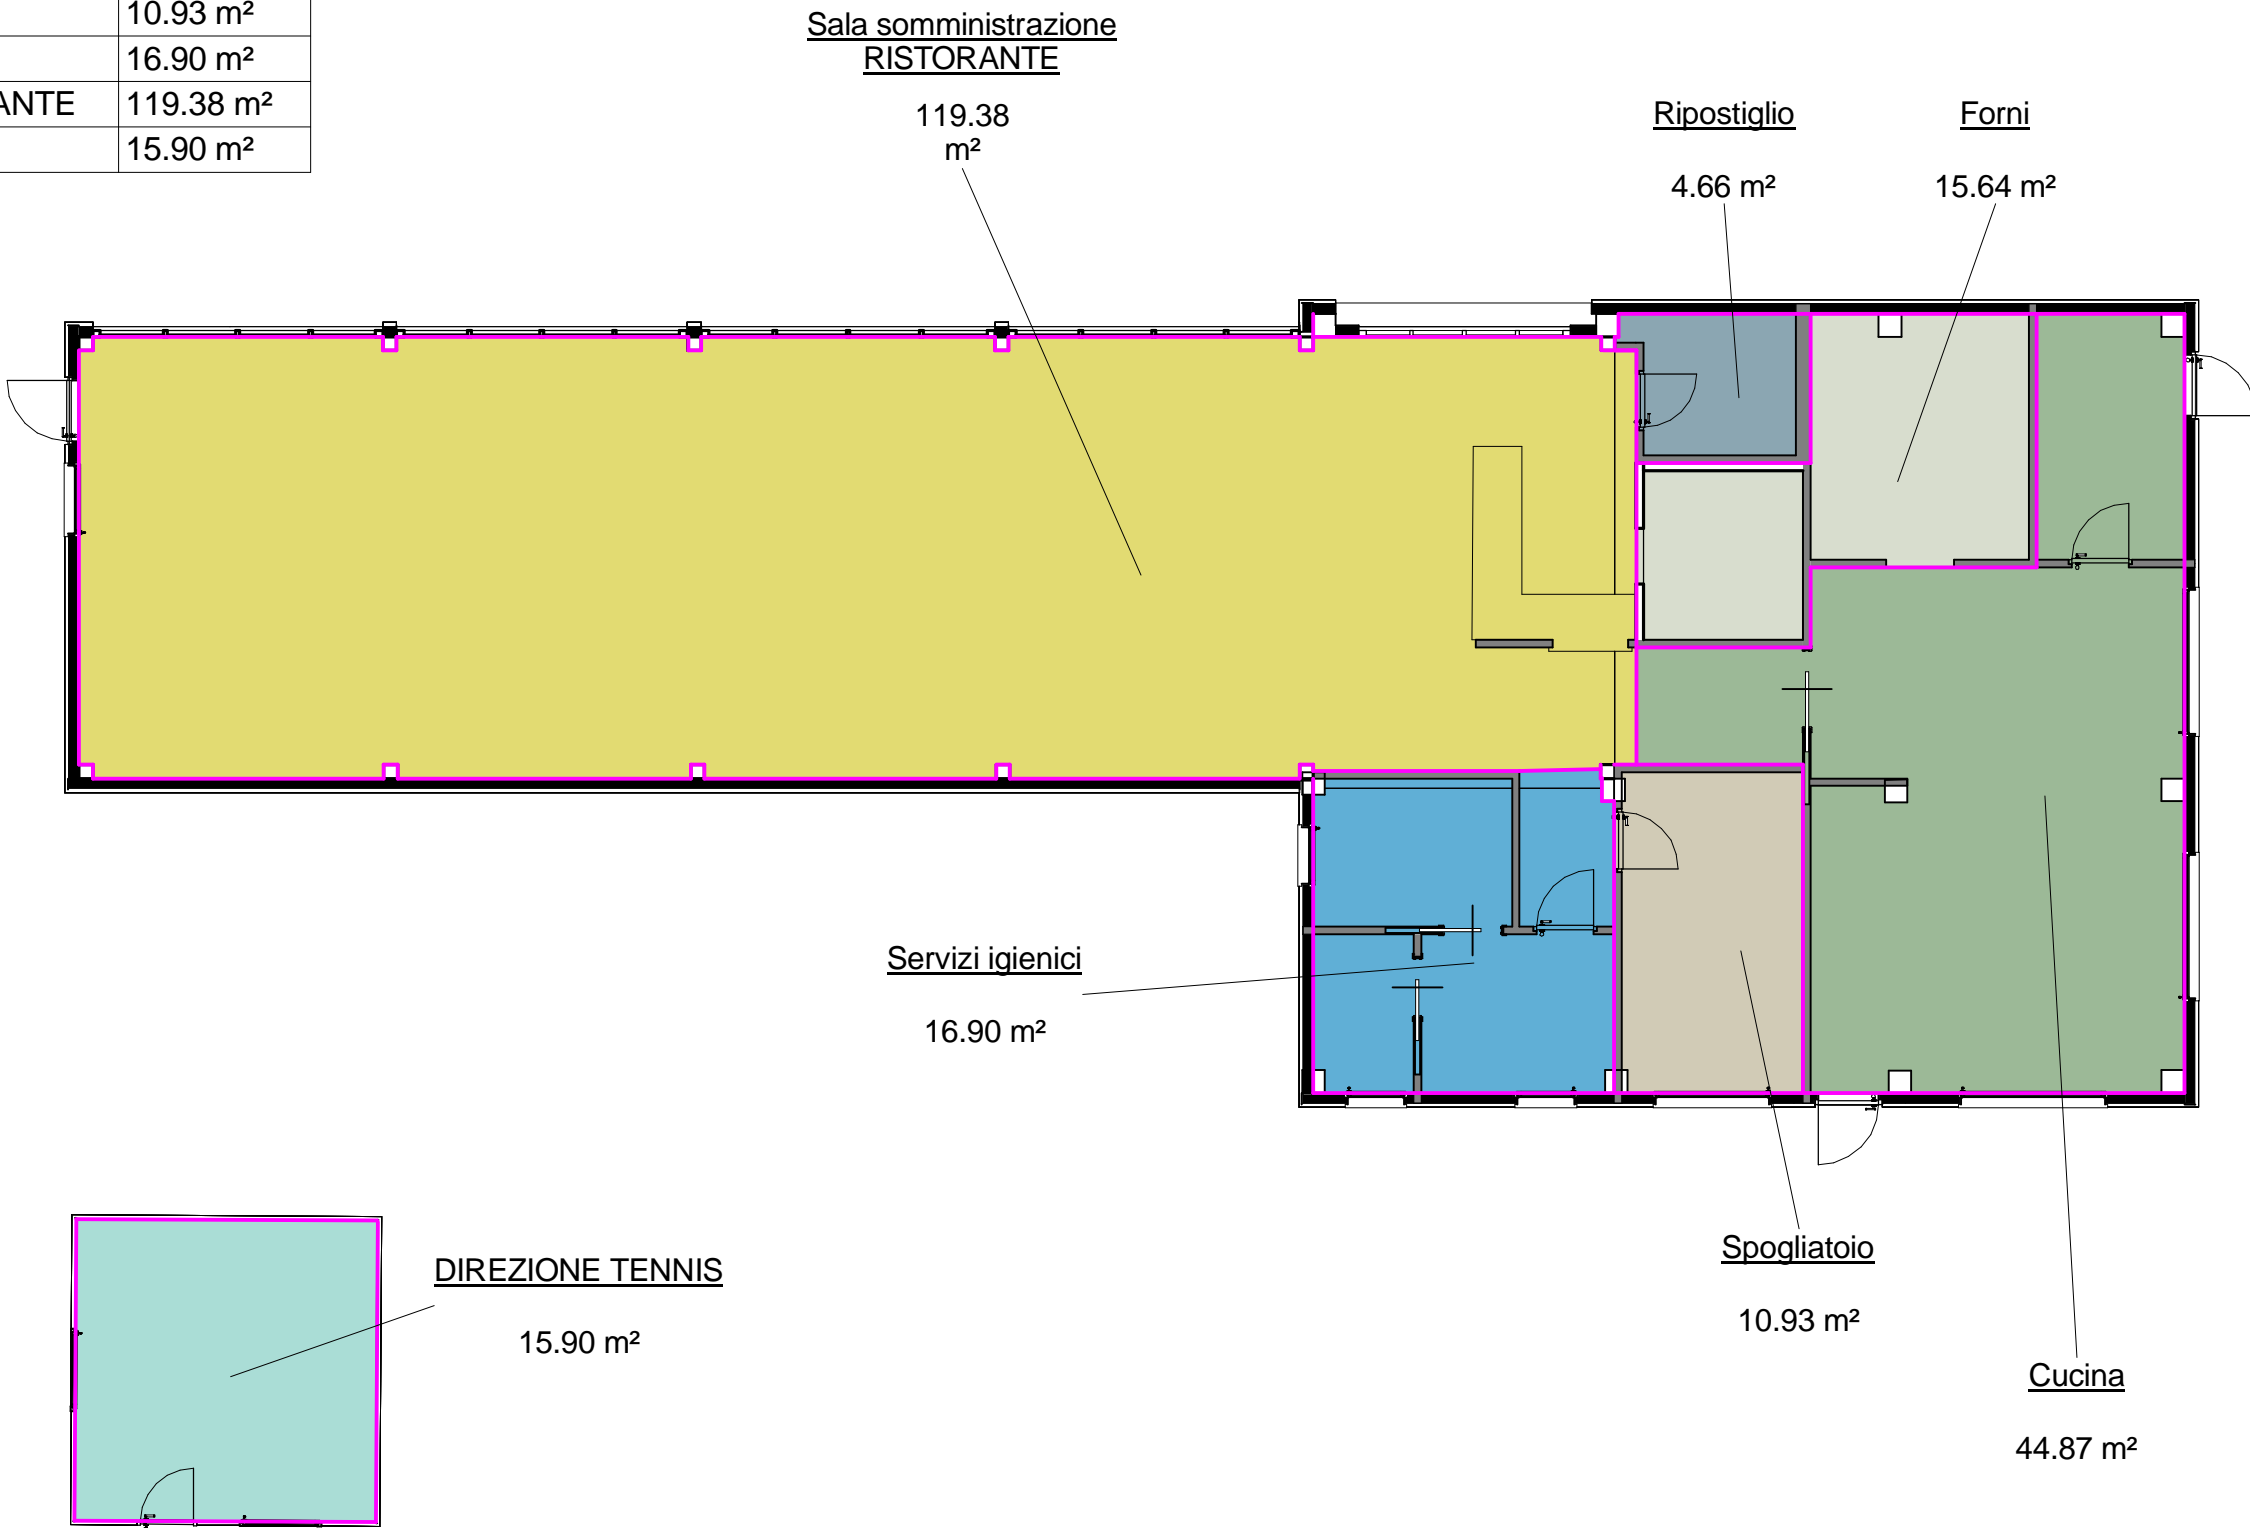 10.93 m²
16.90 m²
ANTE 119.38 m²
15.90 m²
Sala somministrazione
RISTORANTE
119.38
m²
Ripostiglio
4.66 m²
Forni
15.64 m²
Servizi igienici
16.90 m²
DIREZIONE TENNIS
15.90 m²
Spogliatoio
10.93 m²
Cucina
44.87 m²